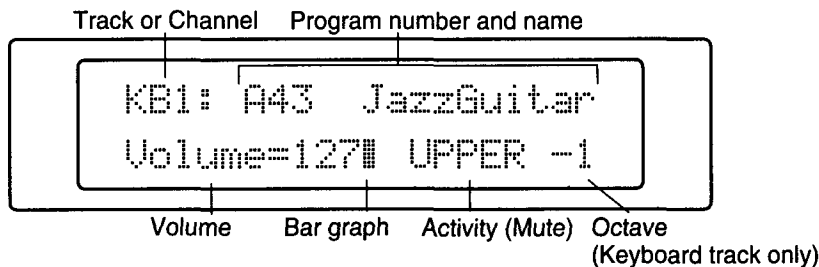 Track or Channel Program number and name
KB1: A43 JazzGuitar
Volume=127 UPPER -1
Volume Bar graph Activity (Mute) Octave
(Keyboard track only)